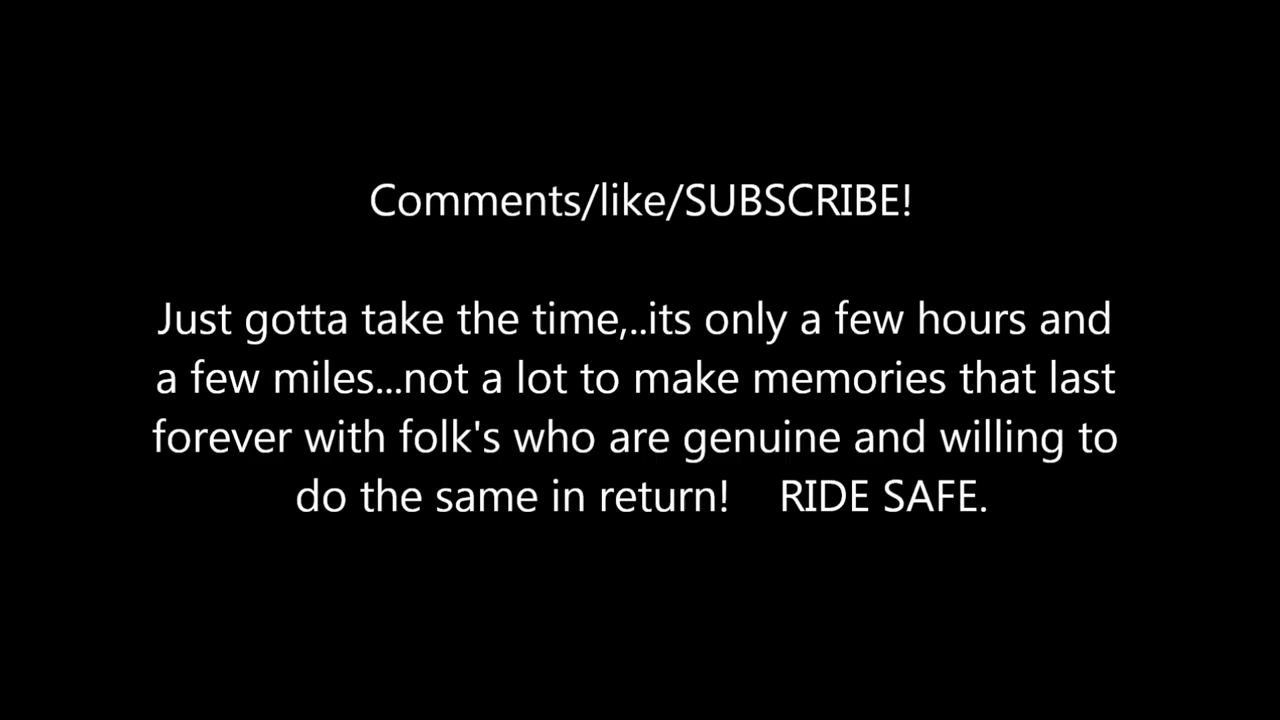 Comments/like/SUBSCRIBE!
Just gotta take the time,..its only a few hours and
a few miles...not a lot to make memories that last
forever with folk's who are genuine and willing to
do the same in return! RIDE SAFE.